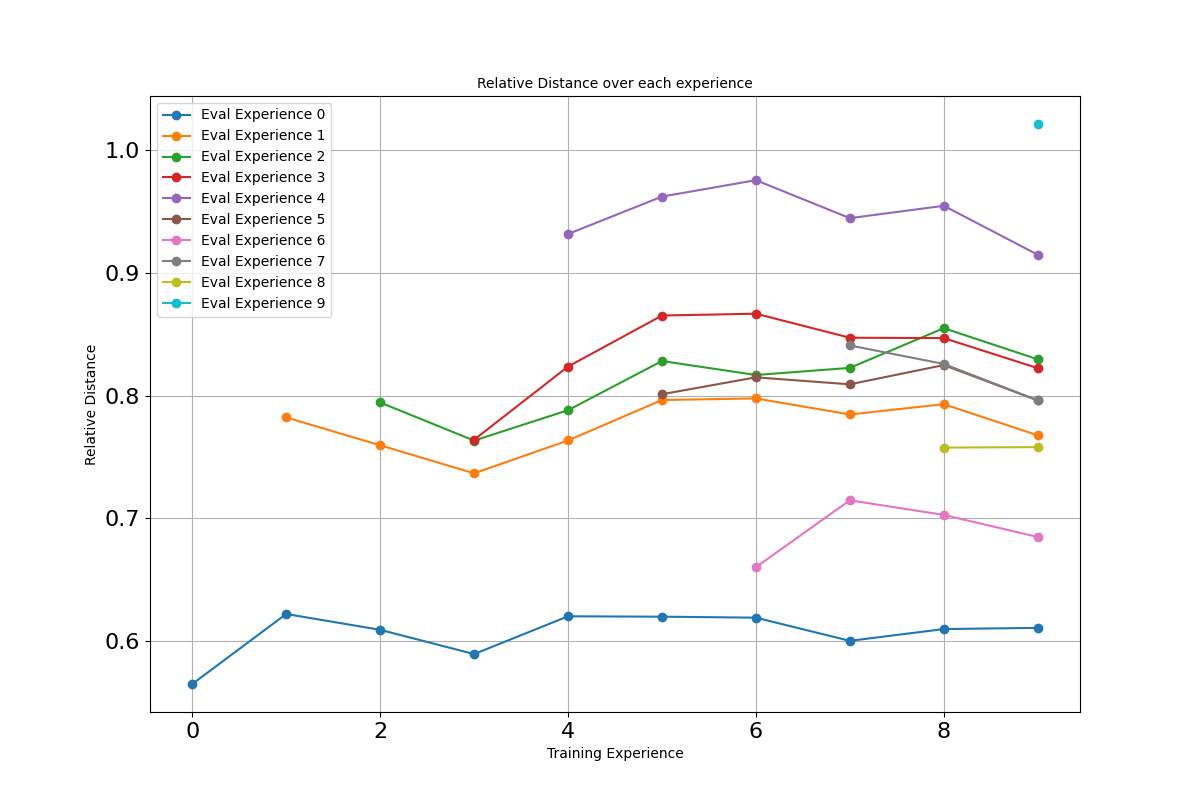 Relative Distance over each experience
Eval Experience 0
Eval Experience 1
Eval Experience 2
Eval Experience 3
Eval Experience 4
Eval Experience 5
Eval Experience 6
Eval Experience 7
Eval Experience 8
Eval Experience 9
1.0
0.9
0.8
0.7
0.6
Relative Distance
0 2 4 6 8
Training Experience